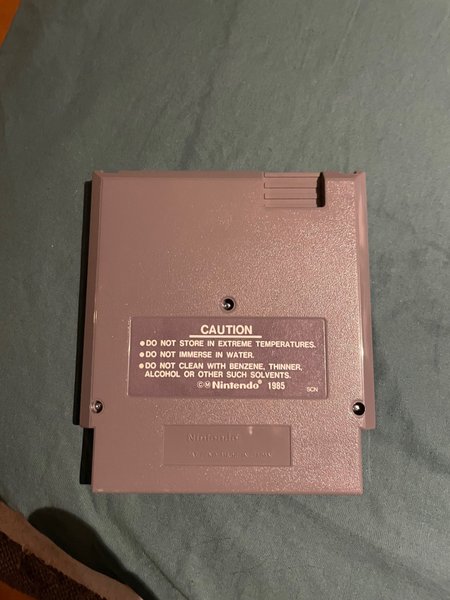 CAUTION
●DO NOT STORE IN EXTREME TEMPERATURES.
●DO NOT IMMERSE IN WATER.
●DO NOT CLEAN WITH BENZENE, THINNER,
ALCOHOL OR OTHER SUCH SOLVENTS.
©Ⓜ Nintendo® 1985
SCN
Nintendo